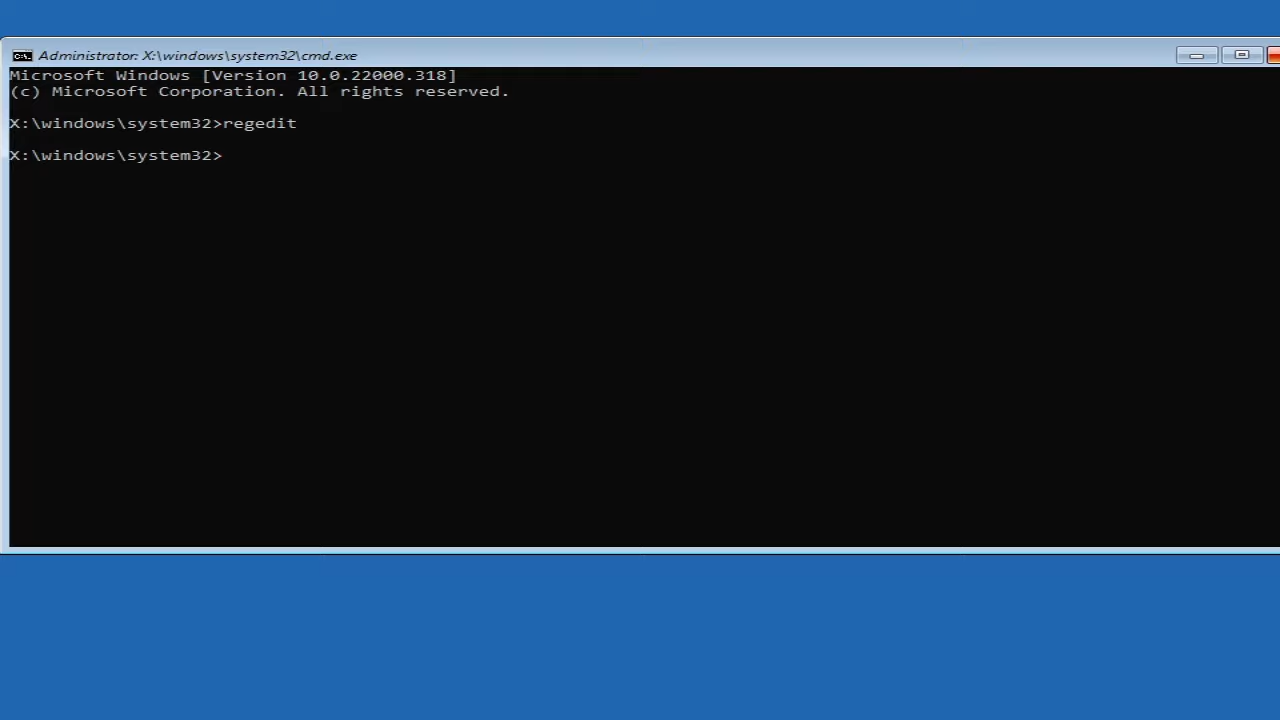 Administrator: X:\windows\system32\cmd.exe
Microsoft Windows [Version 10.0.22000.318]
(c) Microsoft Corporation. All rights reserved.
X:\windows\system32>regedit
X:\windows\system32>